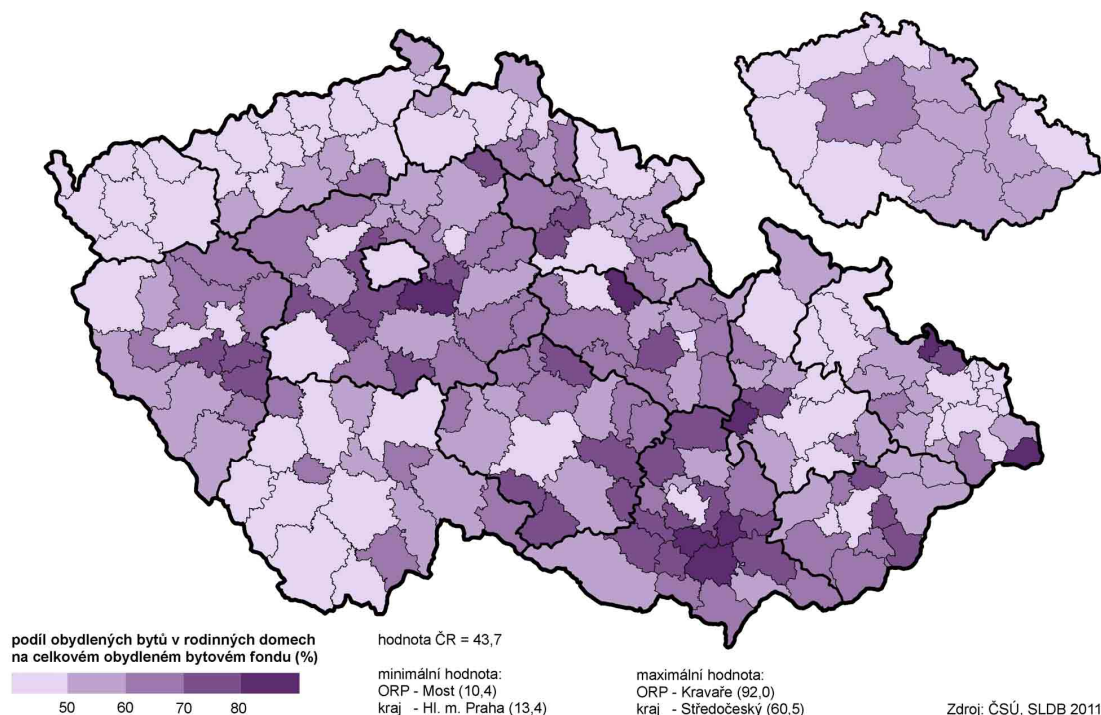 podíl obydlených bytů v rodinných domech
na celkovém obydleném bytovém fondu (%)
50 60 70 80
hodnota ČR = 43,7
minimální hodnota:
ORP - Most (10,4)
kraj - Hl. m. Praha (13,4)
maximální hodnota:
ORP - Kravaře (92,0)
kraj - Středočeský (60,5)
Zdroj: ČSÚ, SLDB 2011